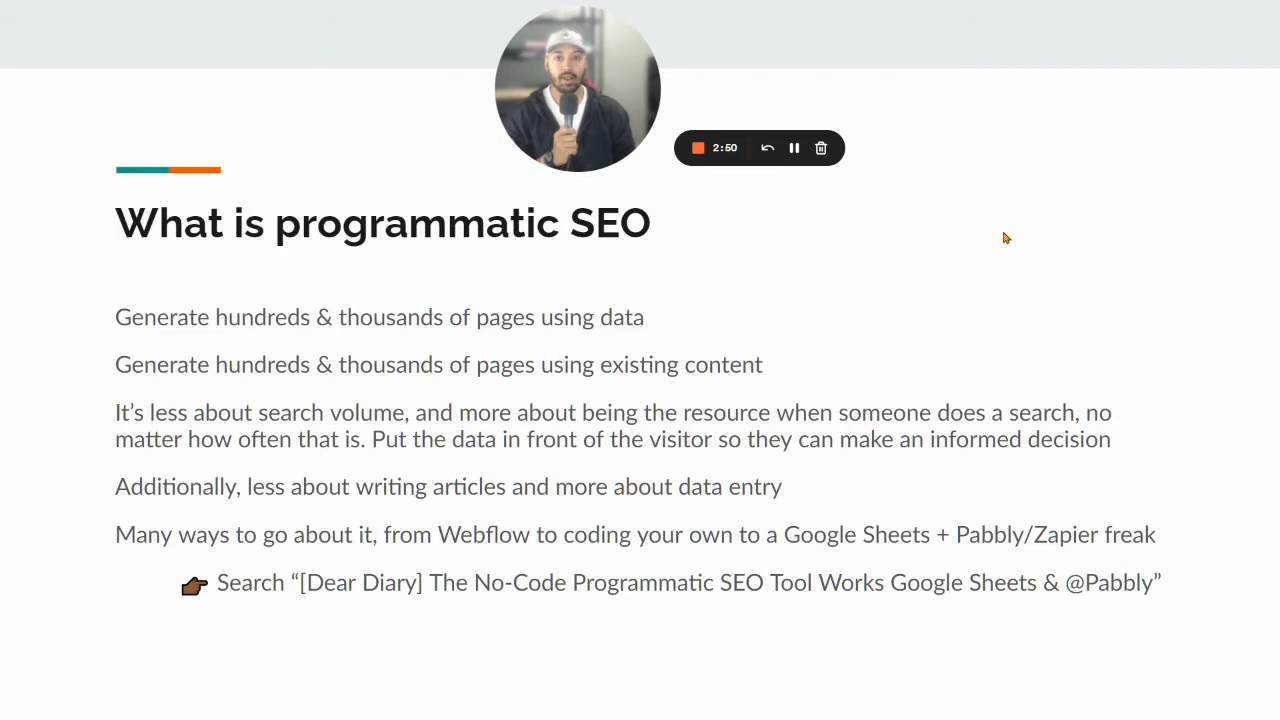 2:50
What is programmatic SEO
Generate hundreds & thousands of pages using data
Generate hundreds & thousands of pages using existing content
It’s less about search volume, and more about being the resource when someone does a search, no
matter how often that is. Put the data in front of the visitor so they can make an informed decision
Additionally, less about writing articles and more about data entry
Many ways to go about it, from Webflow to coding your own to a Google Sheets + Pabbly/Zapier freak
👉🏾 Search “[Dear Diary] The No-Code Programmatic SEO Tool Works Google Sheets & @Pabbly”